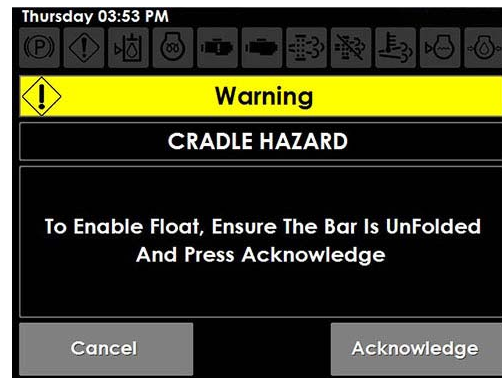 Thursday 03:53 PM
Warning
CRADLE HAZARD
To Enable Float, Ensure The Bar Is UnFolded
And Press Acknowledge
Cancel
Acknowledge